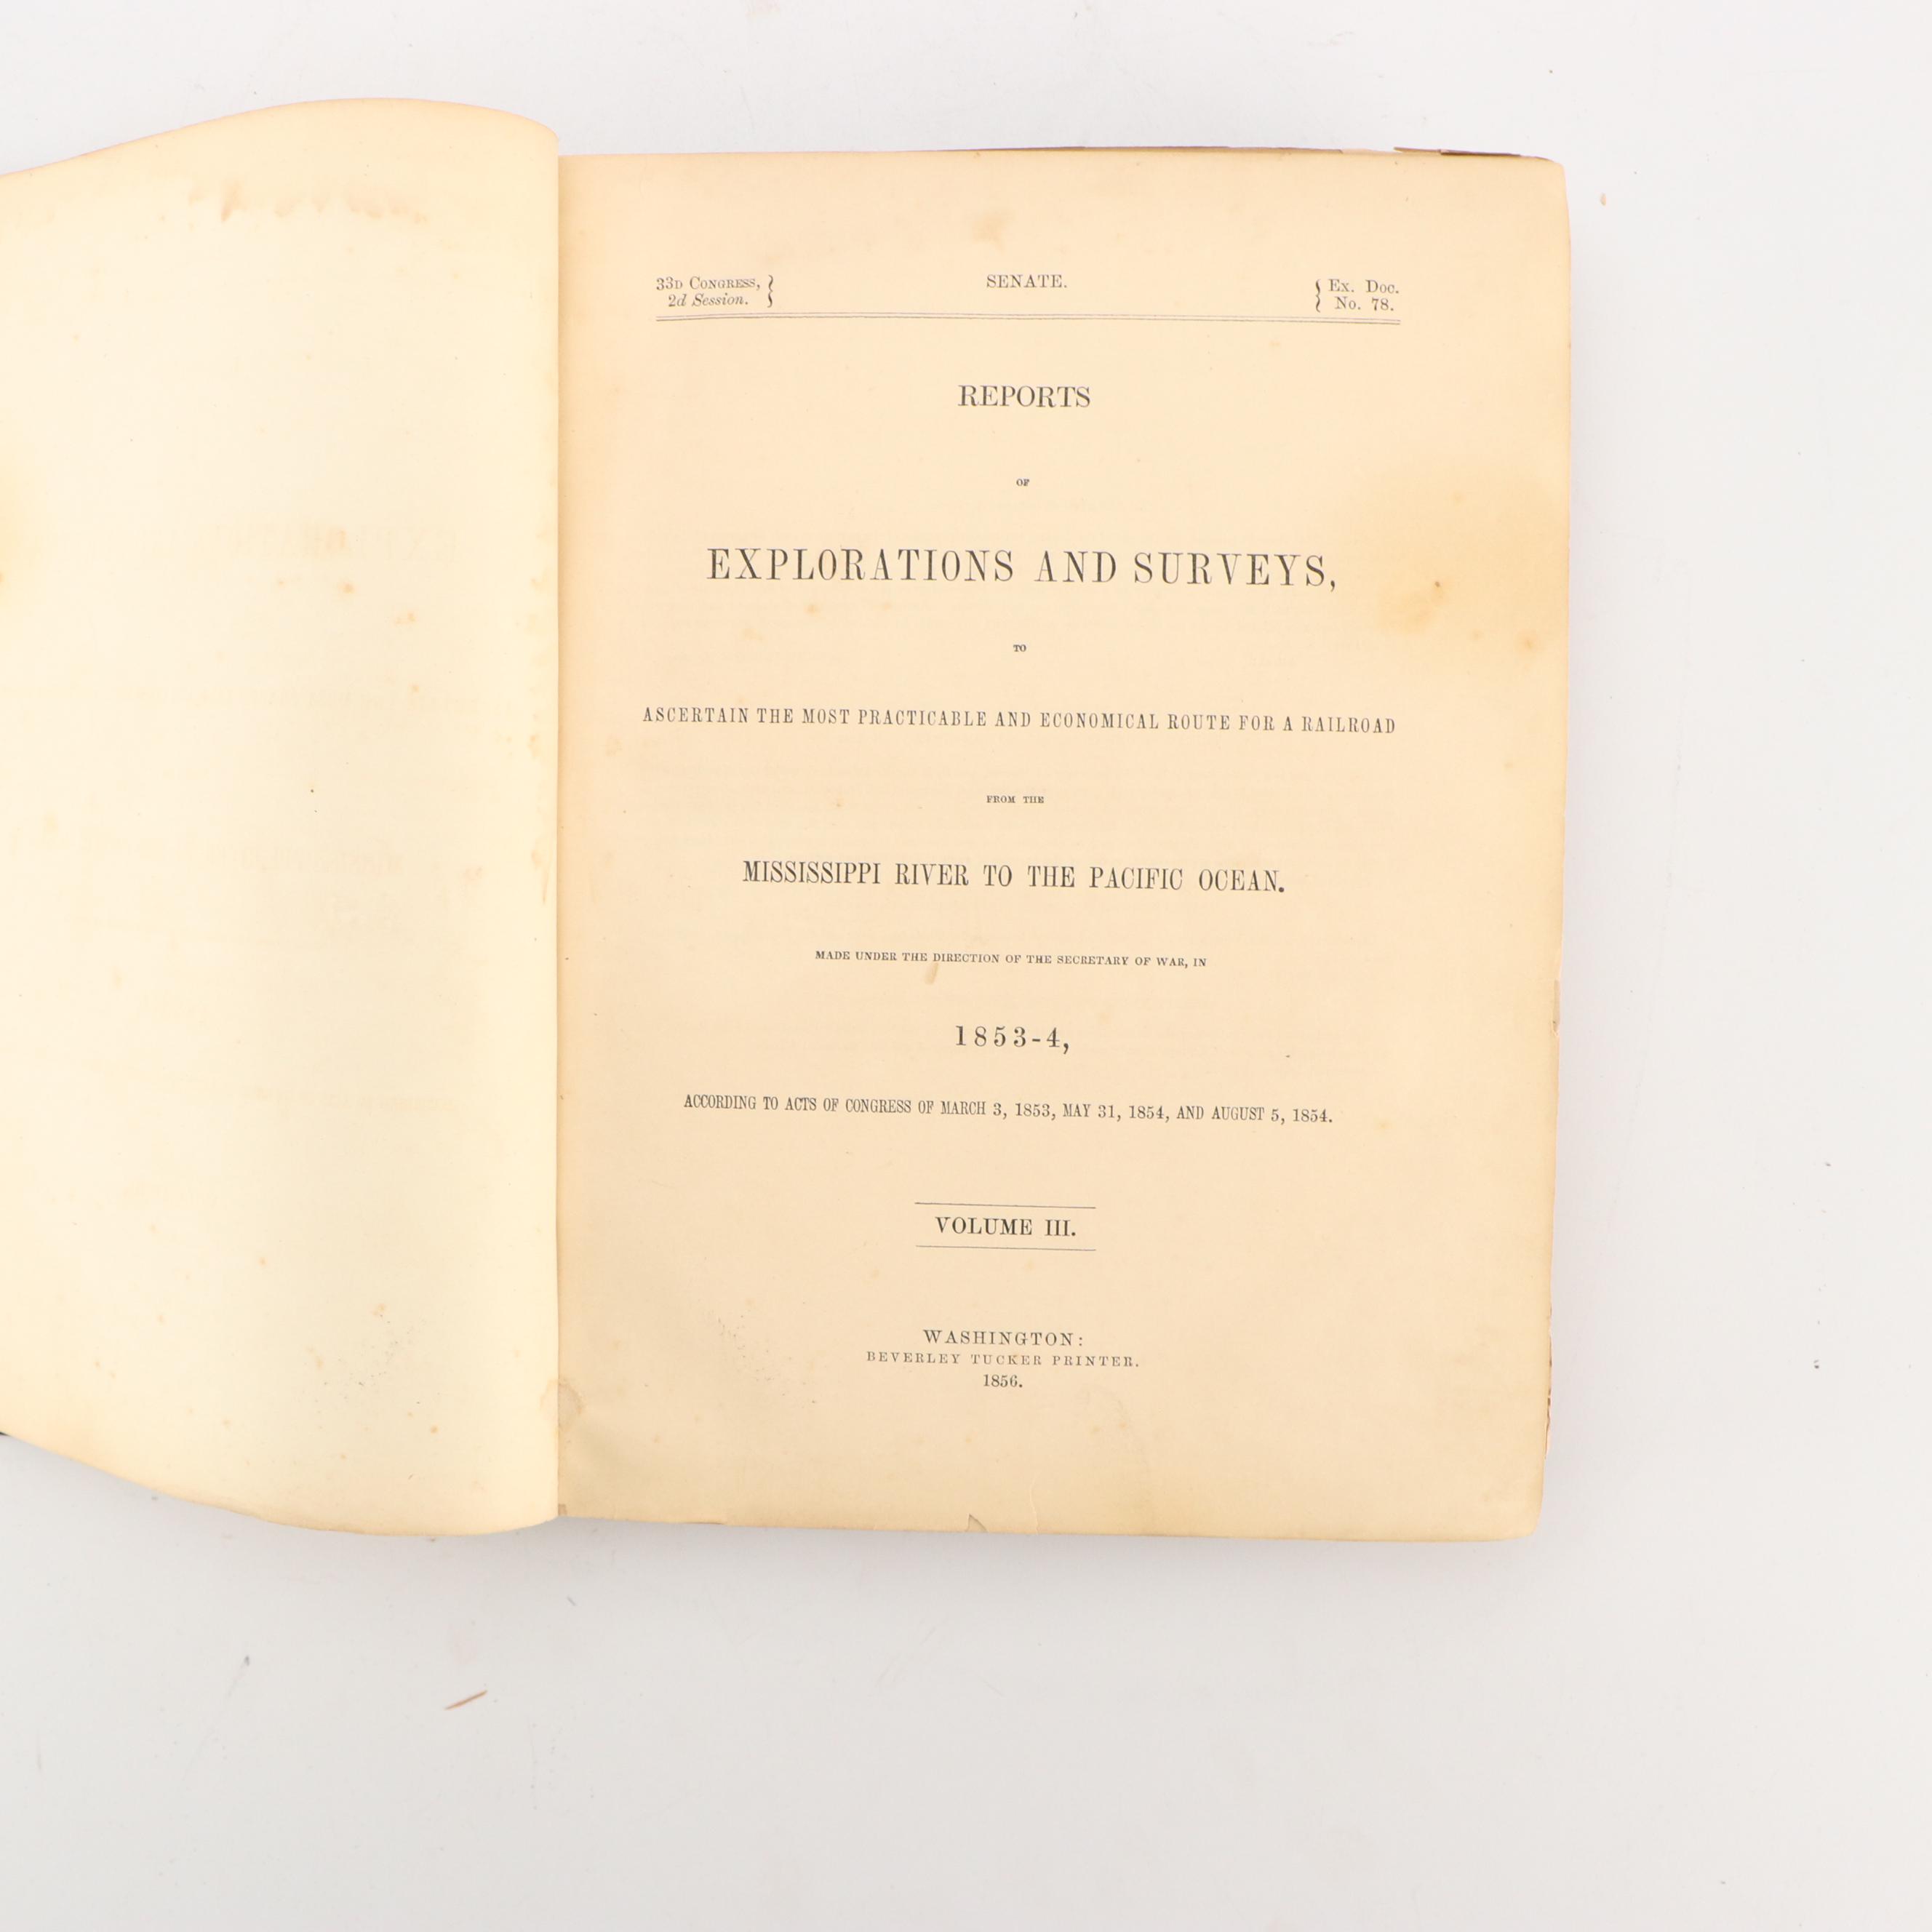 33D CONGRESS, }
2d Session. }
SENATE.
{ EX. DOC.
{ No. 78.
REPORTS
OF
EXPLORATIONS AND SURVEYS,
TO
ASCERTAIN THE MOST PRACTICABLE AND ECONOMICAL ROUTE FOR A RAILROAD
FROM THE
MISSISSIPPI RIVER TO THE PACIFIC OCEAN.
MADE UNDER THE DIRECTION OF THE SECRETARY OF WAR, IN
1853-4,
ACCORDING TO ACTS OF CONGRESS OF MARCH 3, 1853, MAY 31, 1854, AND AUGUST 5, 1854.
VOLUME III.
WASHINGTON:
BEVERLEY TUCKER PRINTER.
1856.